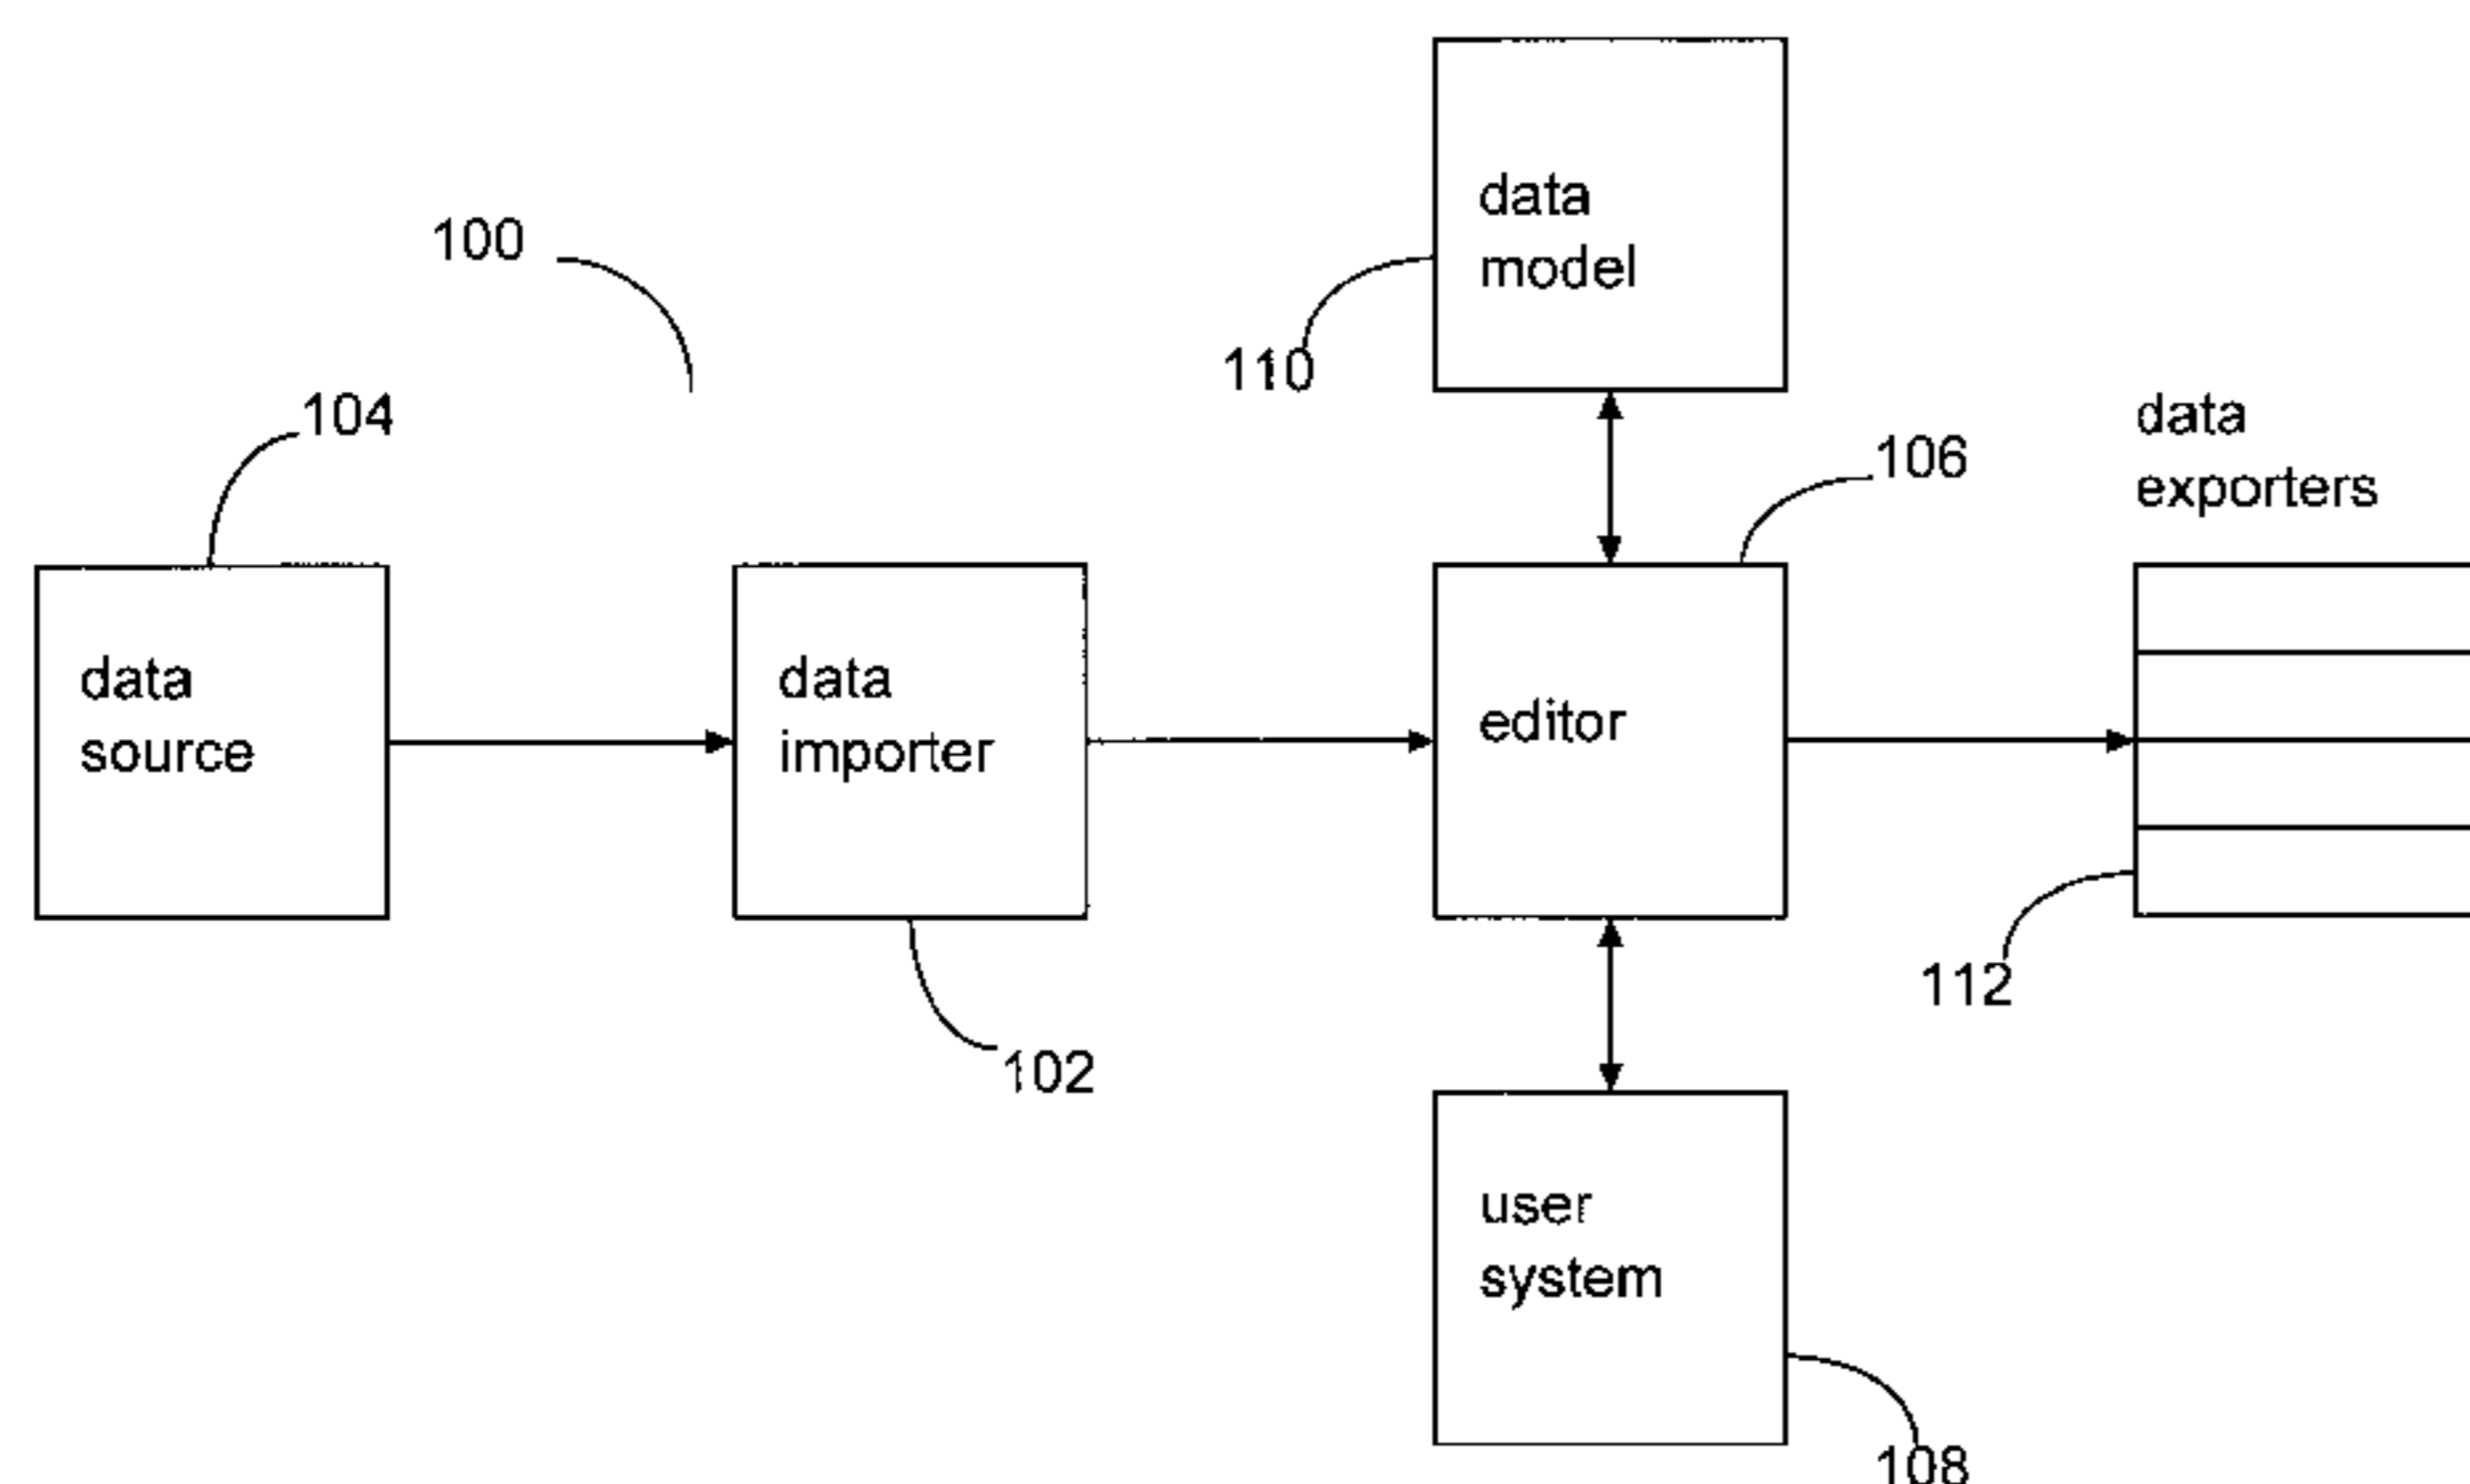 100
data
model
110
104
data
exporters
106
data
source
data
importer
editor
112
102
user
system
108